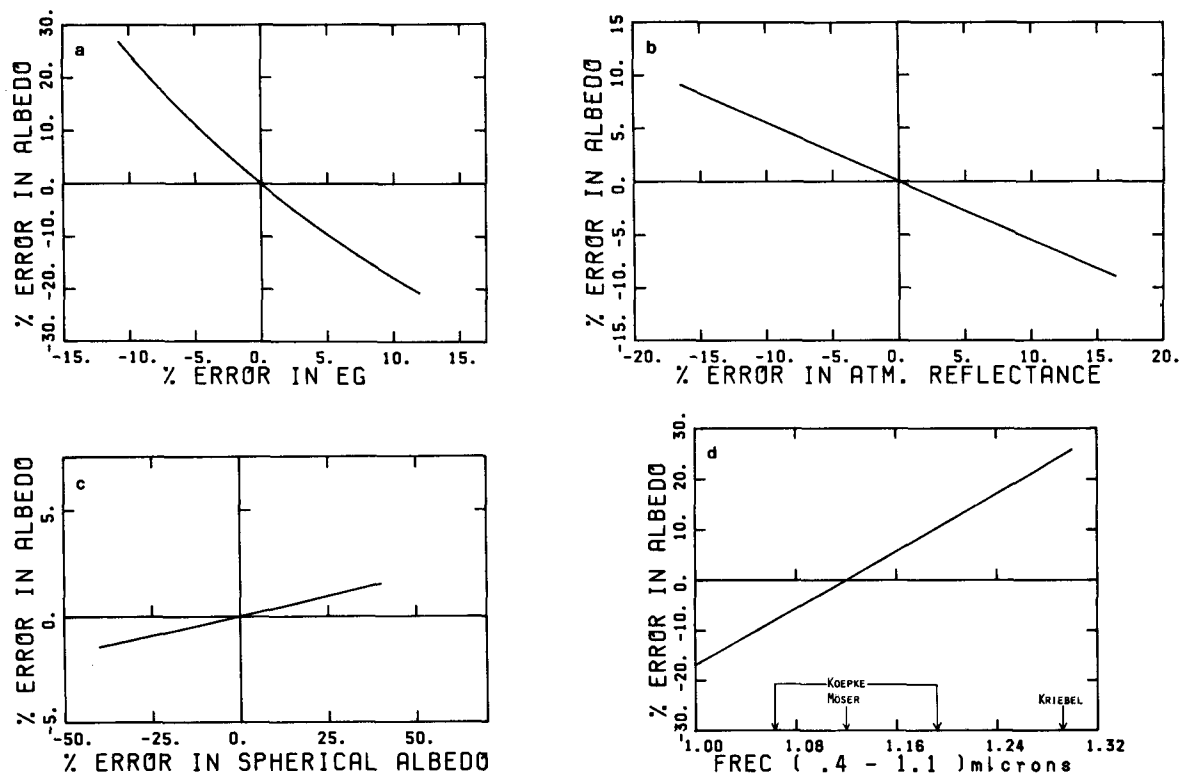 a
% ERROR IN ALBEDO
30.
20.
10.
0.
-10.
-20.
-30.
-15. -10. -5. 0. 5. 10. 15.
% ERROR IN EG
b
% ERROR IN ALBEDO
15
10.
5.
0.
-5.
-10.
-15.
-20. -15. -10. -5. 0. 5. 10. 15. 20.
% ERROR IN ATM. REFLECTANCE
c
% ERROR IN ALBEDO
5.
0.
-5.
-50. -25. 0. 25. 50.
% ERROR IN SPHERICAL ALBEDO
d
% ERROR IN ALBEDO
30.
20.
10.
0.
-10.
-20.
-30.
KOEPKE
MÖSER
KRIEBEL
1.00 1.08 1.16 1.24 1.32
FREC ( .4 - 1.1 )microns